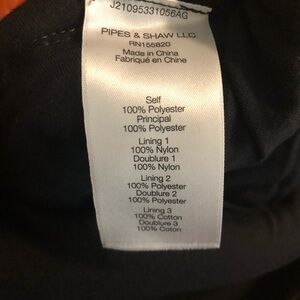 J21095331056AG
PIPES & SHAW LLC
RN155820
Made in China
Fabriqué en Chine
Self
100% Polyester
Principal
100% Polyester
Lining 1
100% Nylon
Doublure 1
100% Nylon
Lining 2
100% Polyester
Doublure 2
100% Polyester
Lining 3
100% Cotton
Doublure 3
100% Coton